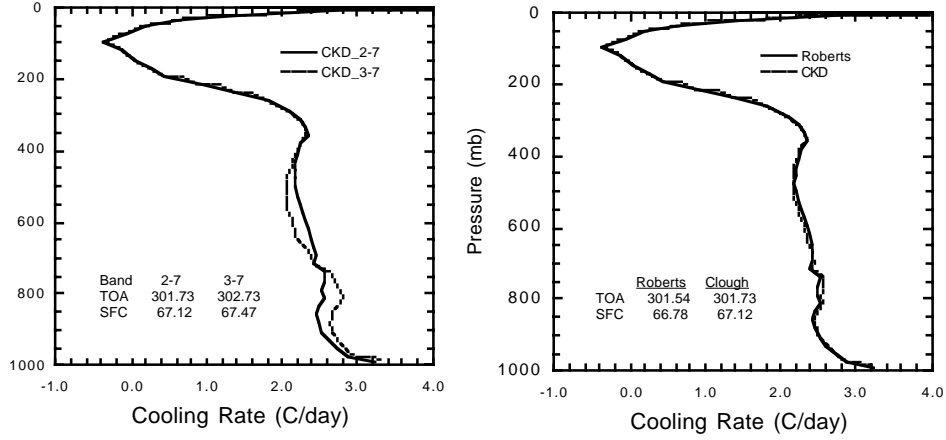 0
200
400
600
800
1000
-1.0 0.0 1.0 2.0 3.0 4.0
Cooling Rate (C/day)
CKD_2-7
CKD_3-7
Band 2-7 3-7
TOA 301.73 302.73
SFC 67.12 67.47
Pressure (mb)
0
200
400
600
800
1000
-1.0 0.0 1.0 2.0 3.0 4.0
Cooling Rate (C/day)
Roberts
CKD
Roberts Clough
TOA 301.54 301.73
SFC 66.78 67.12